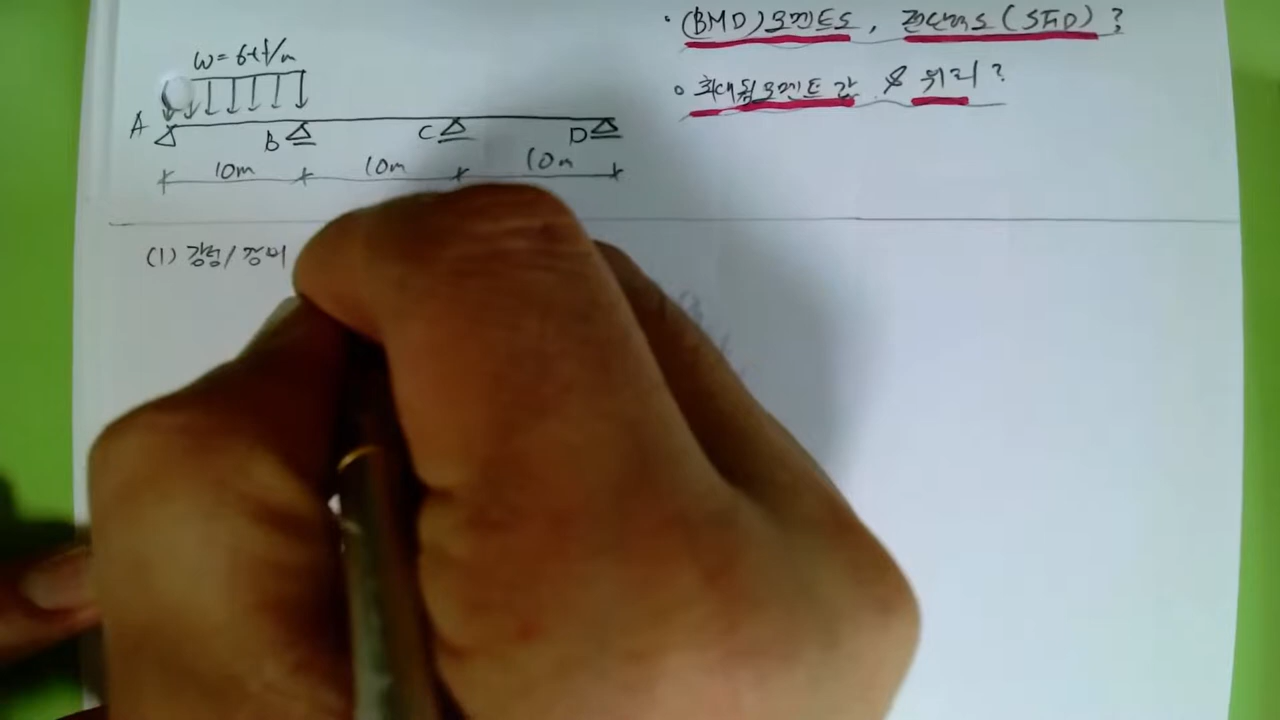 · (BMD)모멘트도, 전단력도(SFD)?
w=6tf/m
◦ 최대휨모멘트 값 & 위치?
A B C D
10m 10m 10m
(1) 강성/강비